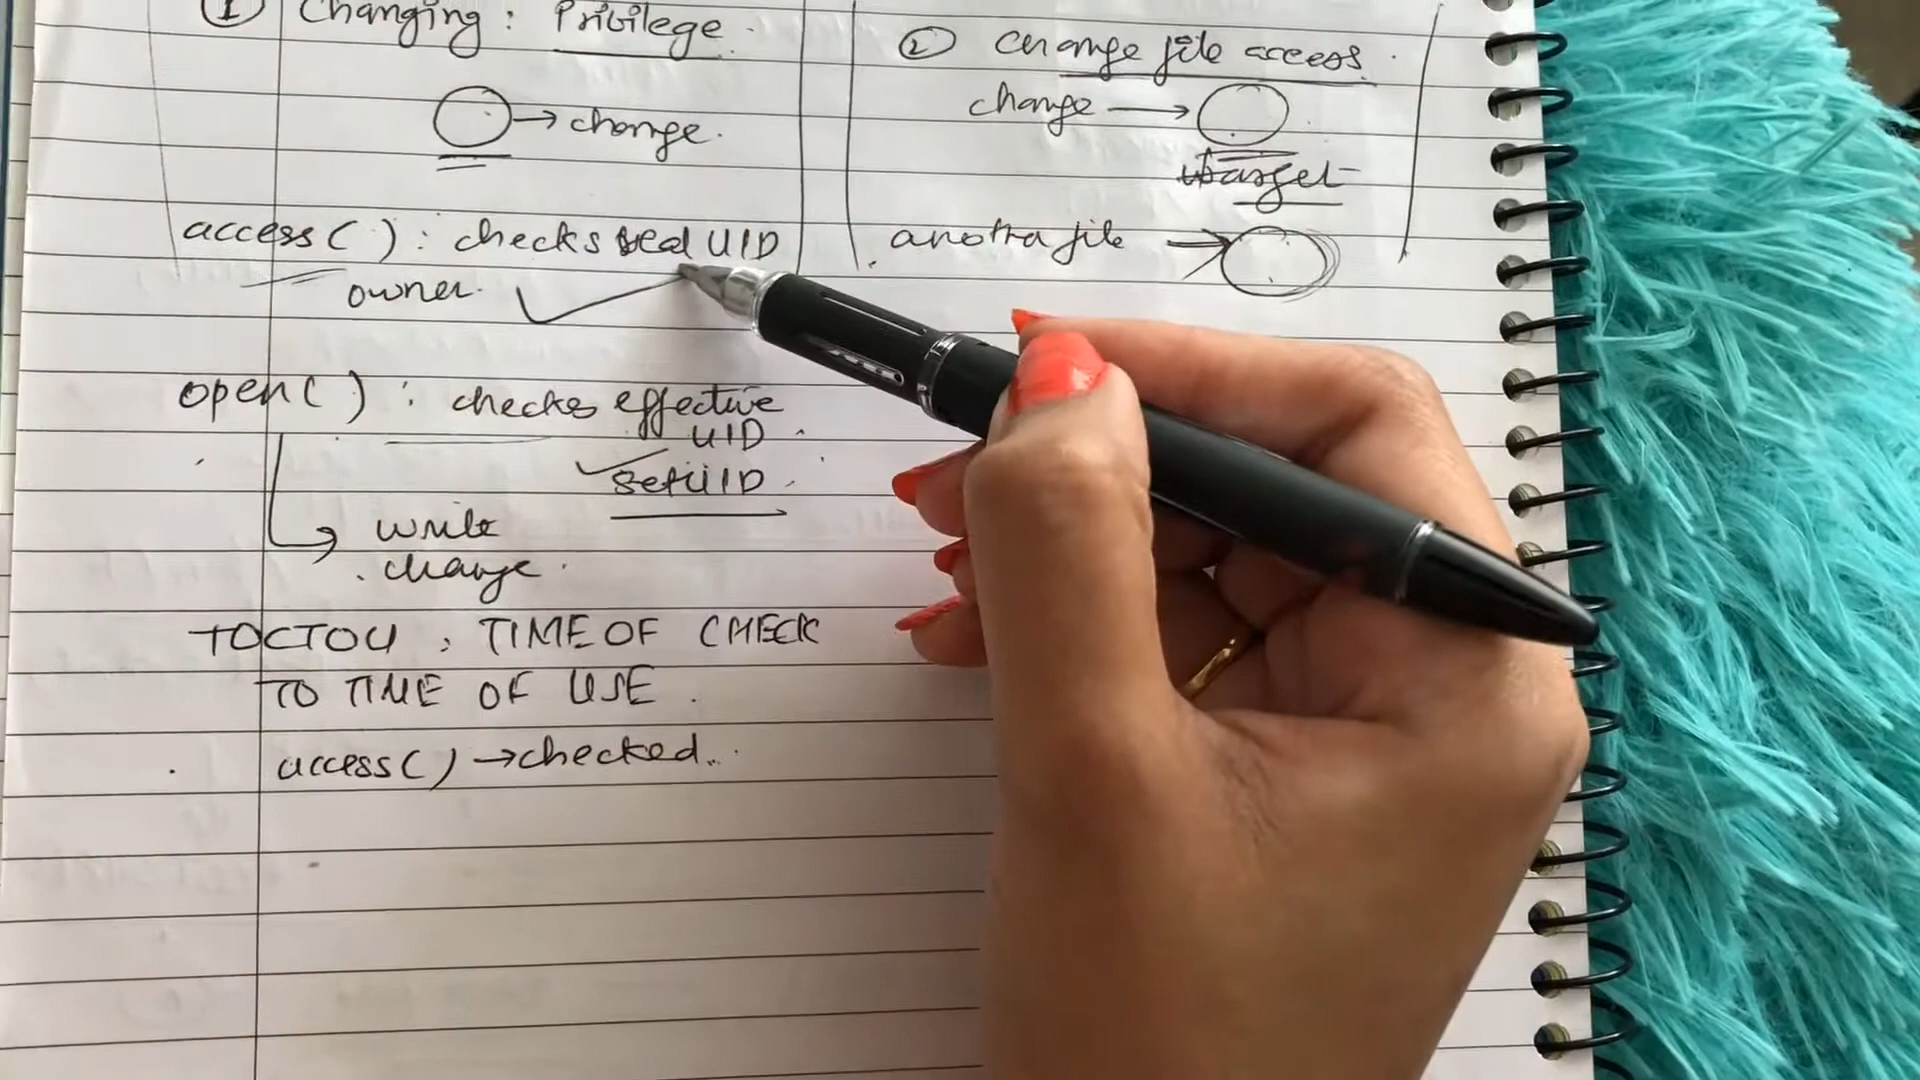 ① Changing: Privilege.
→ change.
② change file access.
change →
target
access( ) : checks real UID
owner.
anotha file →
open( ) : checks effective
UID
SetUID
write
change
TOCTOU, TIME OF CHECK
TO TIME OF USE.
access( ) → checked..